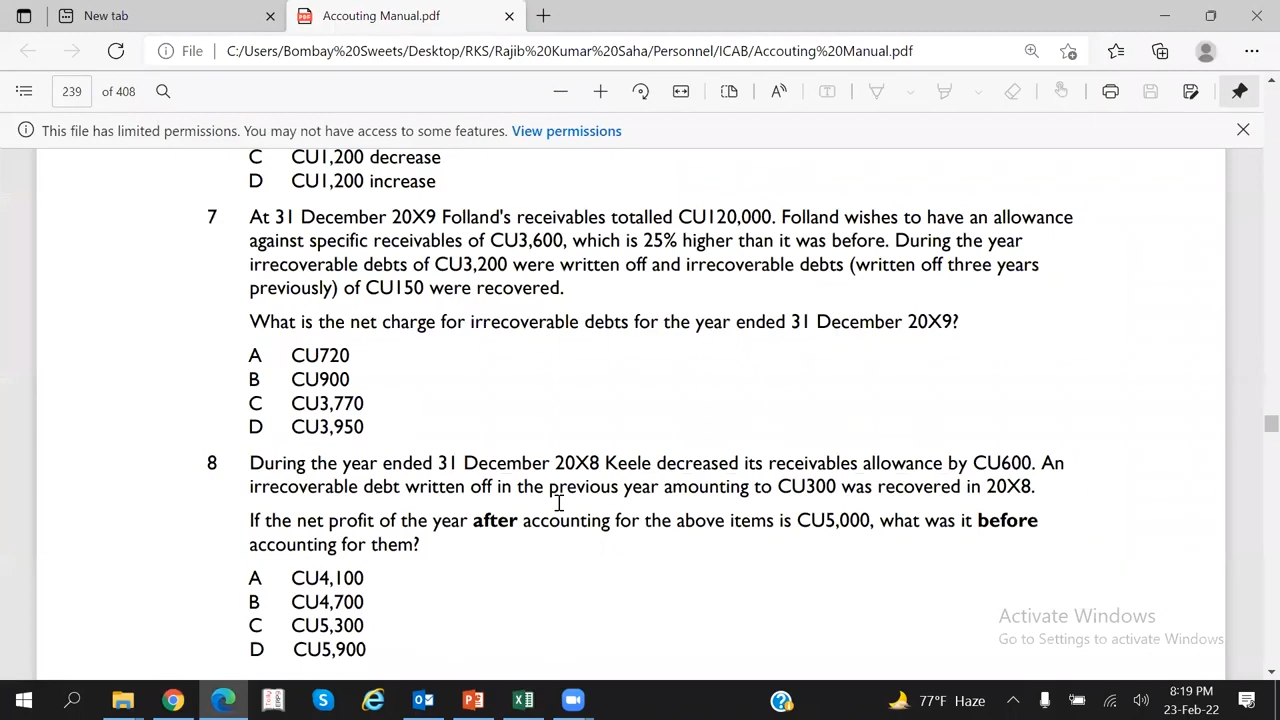 New tab
Accouting Manual.pdf
File
C:/Users/Bombay%20Sweets/Desktop/RKS/Rajib%20Kumar%20Saha/Personnel/ICAB/Accouting%20Manual.pdf
239 of 408
This file has limited permissions. You may not have access to some features. View permissions
C CU1,200 decrease
D CU1,200 increase
7 At 31 December 20X9 Folland's receivables totalled CU120,000. Folland wishes to have an allowance
against specific receivables of CU3,600, which is 25% higher than it was before. During the year
irrecoverable debts of CU3,200 were written off and irrecoverable debts (written off three years
previously) of CU150 were recovered.
What is the net charge for irrecoverable debts for the year ended 31 December 20X9?
A CU720
B CU900
C CU3,770
D CU3,950
8 During the year ended 31 December 20X8 Keele decreased its receivables allowance by CU600. An
irrecoverable debt written off in the previous year amounting to CU300 was recovered in 20X8.
If the net profit of the year after accounting for the above items is CU5,000, what was it before
accounting for them?
A CU4,100
B CU4,700
C CU5,300
D CU5,900
Activate Windows
Go to Settings to activate Windows.
77°F Haze
8:19 PM
23-Feb-22